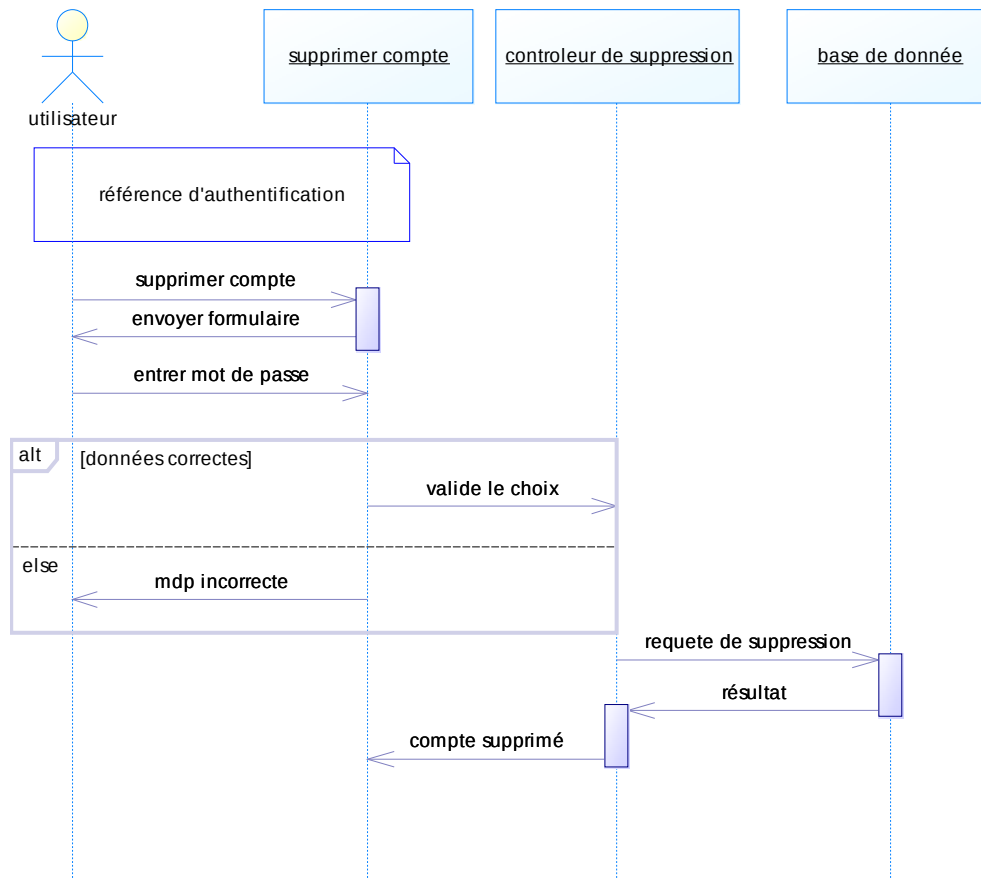 supprimer compte
controleur de suppression
base de donnée
utilisateur
référence d'authentification
supprimer compte
envoyer formulaire
entrer mot de passe
alt
[données correctes]
valide le choix
else
mdp incorrecte
requete de suppression
résultat
compte supprimé